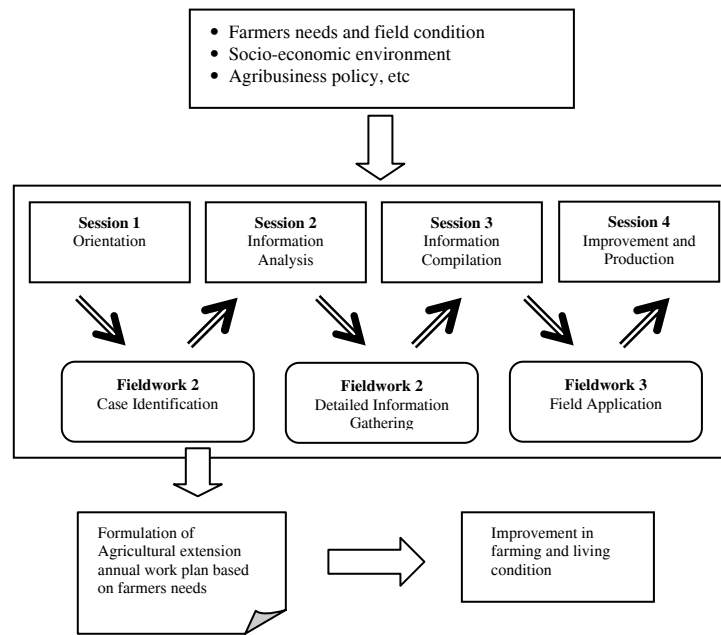 • Farmers needs and field condition
• Socio-economic environment
• Agribusiness policy, etc
Session 1
Orientation
Session 2
Information
Analysis
Session 3
Information
Compilation
Session 4
Improvement and
Production
Fieldwork 2
Case Identification
Fieldwork 2
Detailed Information
Gathering
Fieldwork 3
Field Application
Formulation of
Agricultural extension
annual work plan based
on farmers needs
Improvement in
farming and living
condition